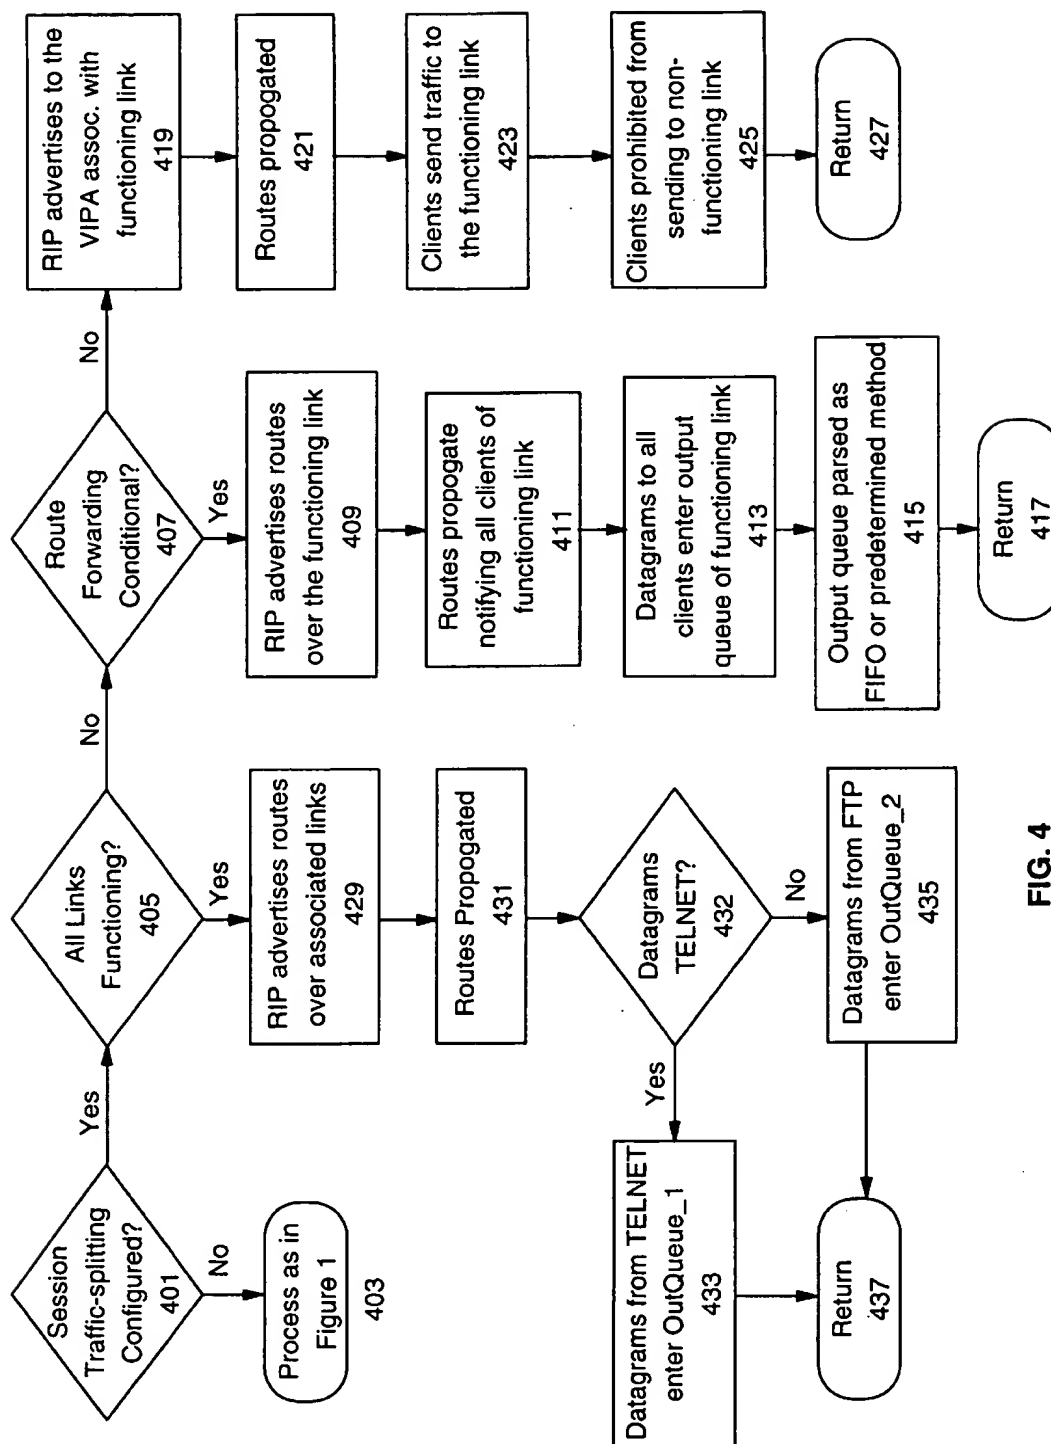 Session
Traffic-splitting
Configured?
401
Yes
No
Process as in
Figure 1
403
All Links
Functioning?
405
No
Yes
RIP advertises routes
over associated links
429
Routes Propagated
431
Datagrams
TELNET?
432
Yes
No
Datagrams from TELNET
enter OutQueue_1
433
Datagrams from FTP
enter OutQueue_2
435
Return
437
Route
Forwarding
Conditional?
407
No
Yes
RIP advertises routes
over the functioning link
409
Routes propogate
notifying all clients of
functioning link
411
Datagrams to all
clients enter output
queue of functioning link
413
Output queue parsed as
FIFO or predetermined method
415
Return
417
RIP advertises to the
VIPA assoc. with
functioning link
419
Routes propogated
421
Clients send traffic to
the functioning link
423
Clients prohibited from
sending to non-
functioning link
425
Return
427
FIG. 4